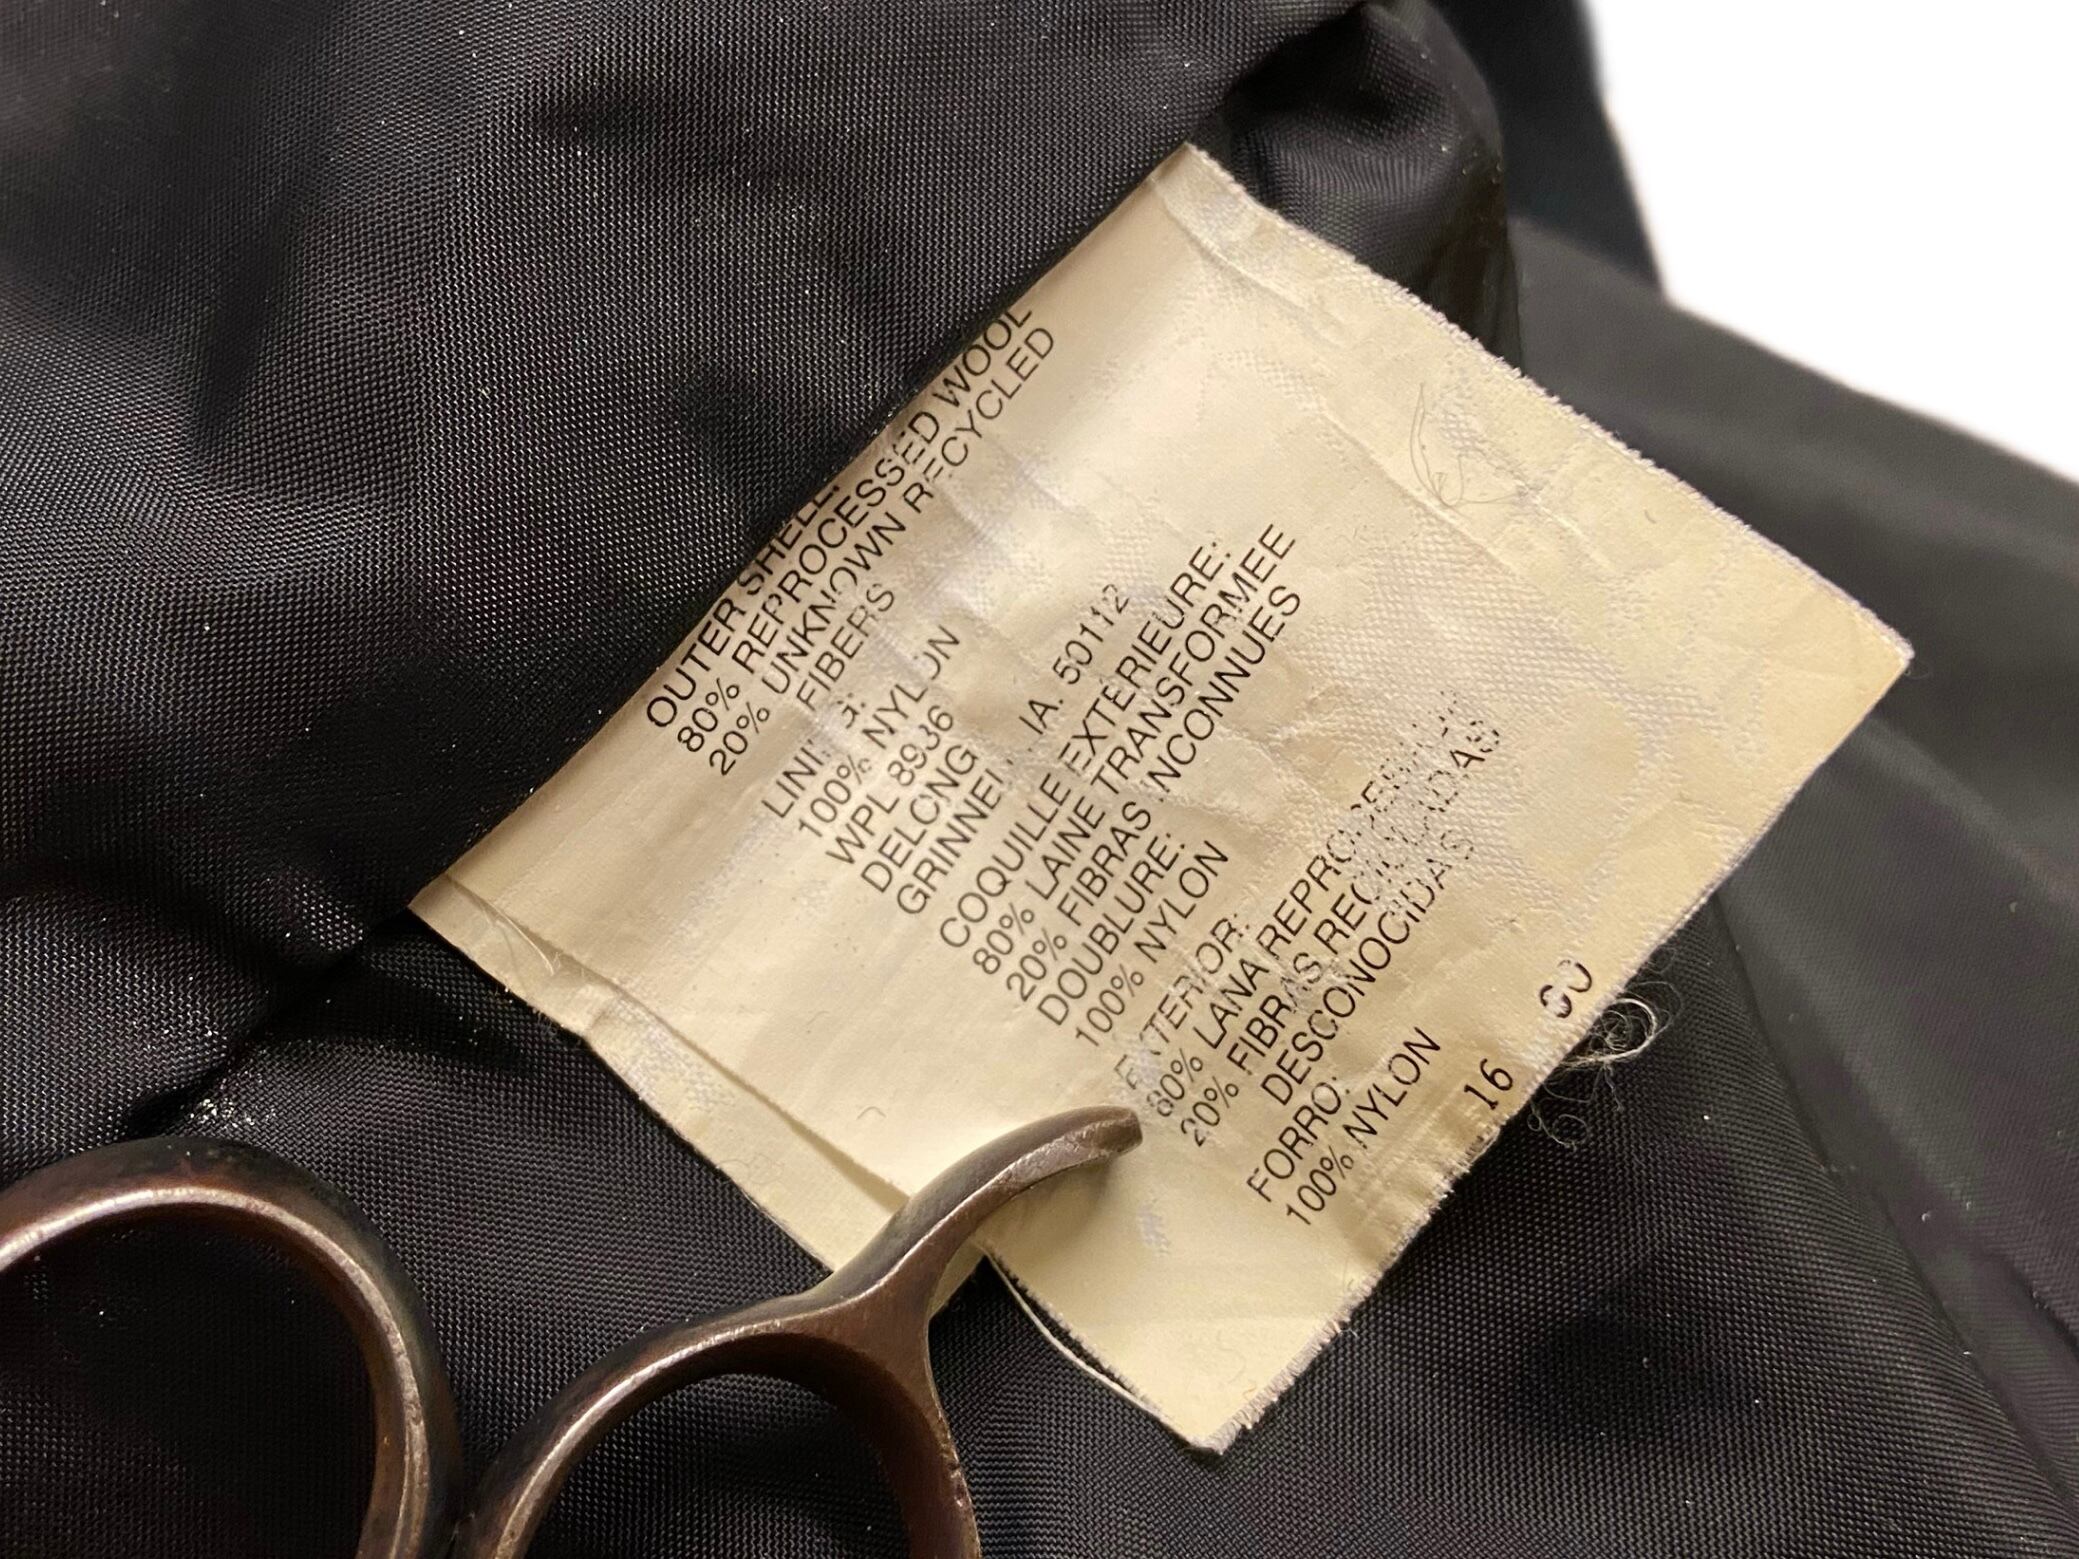 OUTER SHELL:
80% REPROCESSED WOOL
20% UNKNOWN RECYCLED
FIBERS
LINING:
100% NYLON
WPL 8936
DELONG
GRINNELL, IA. 50112
COQUILLE EXTERIEURE:
80% LAINE TRANSFORMEE
20% FIBRAS INCONNUES
DOUBLURE:
100% NYLON
EXTERIOR:
80% LANA
20% FIBRAS RECICLADAS
DESCONOCIDAS
FORRO:
100% NYLON
16